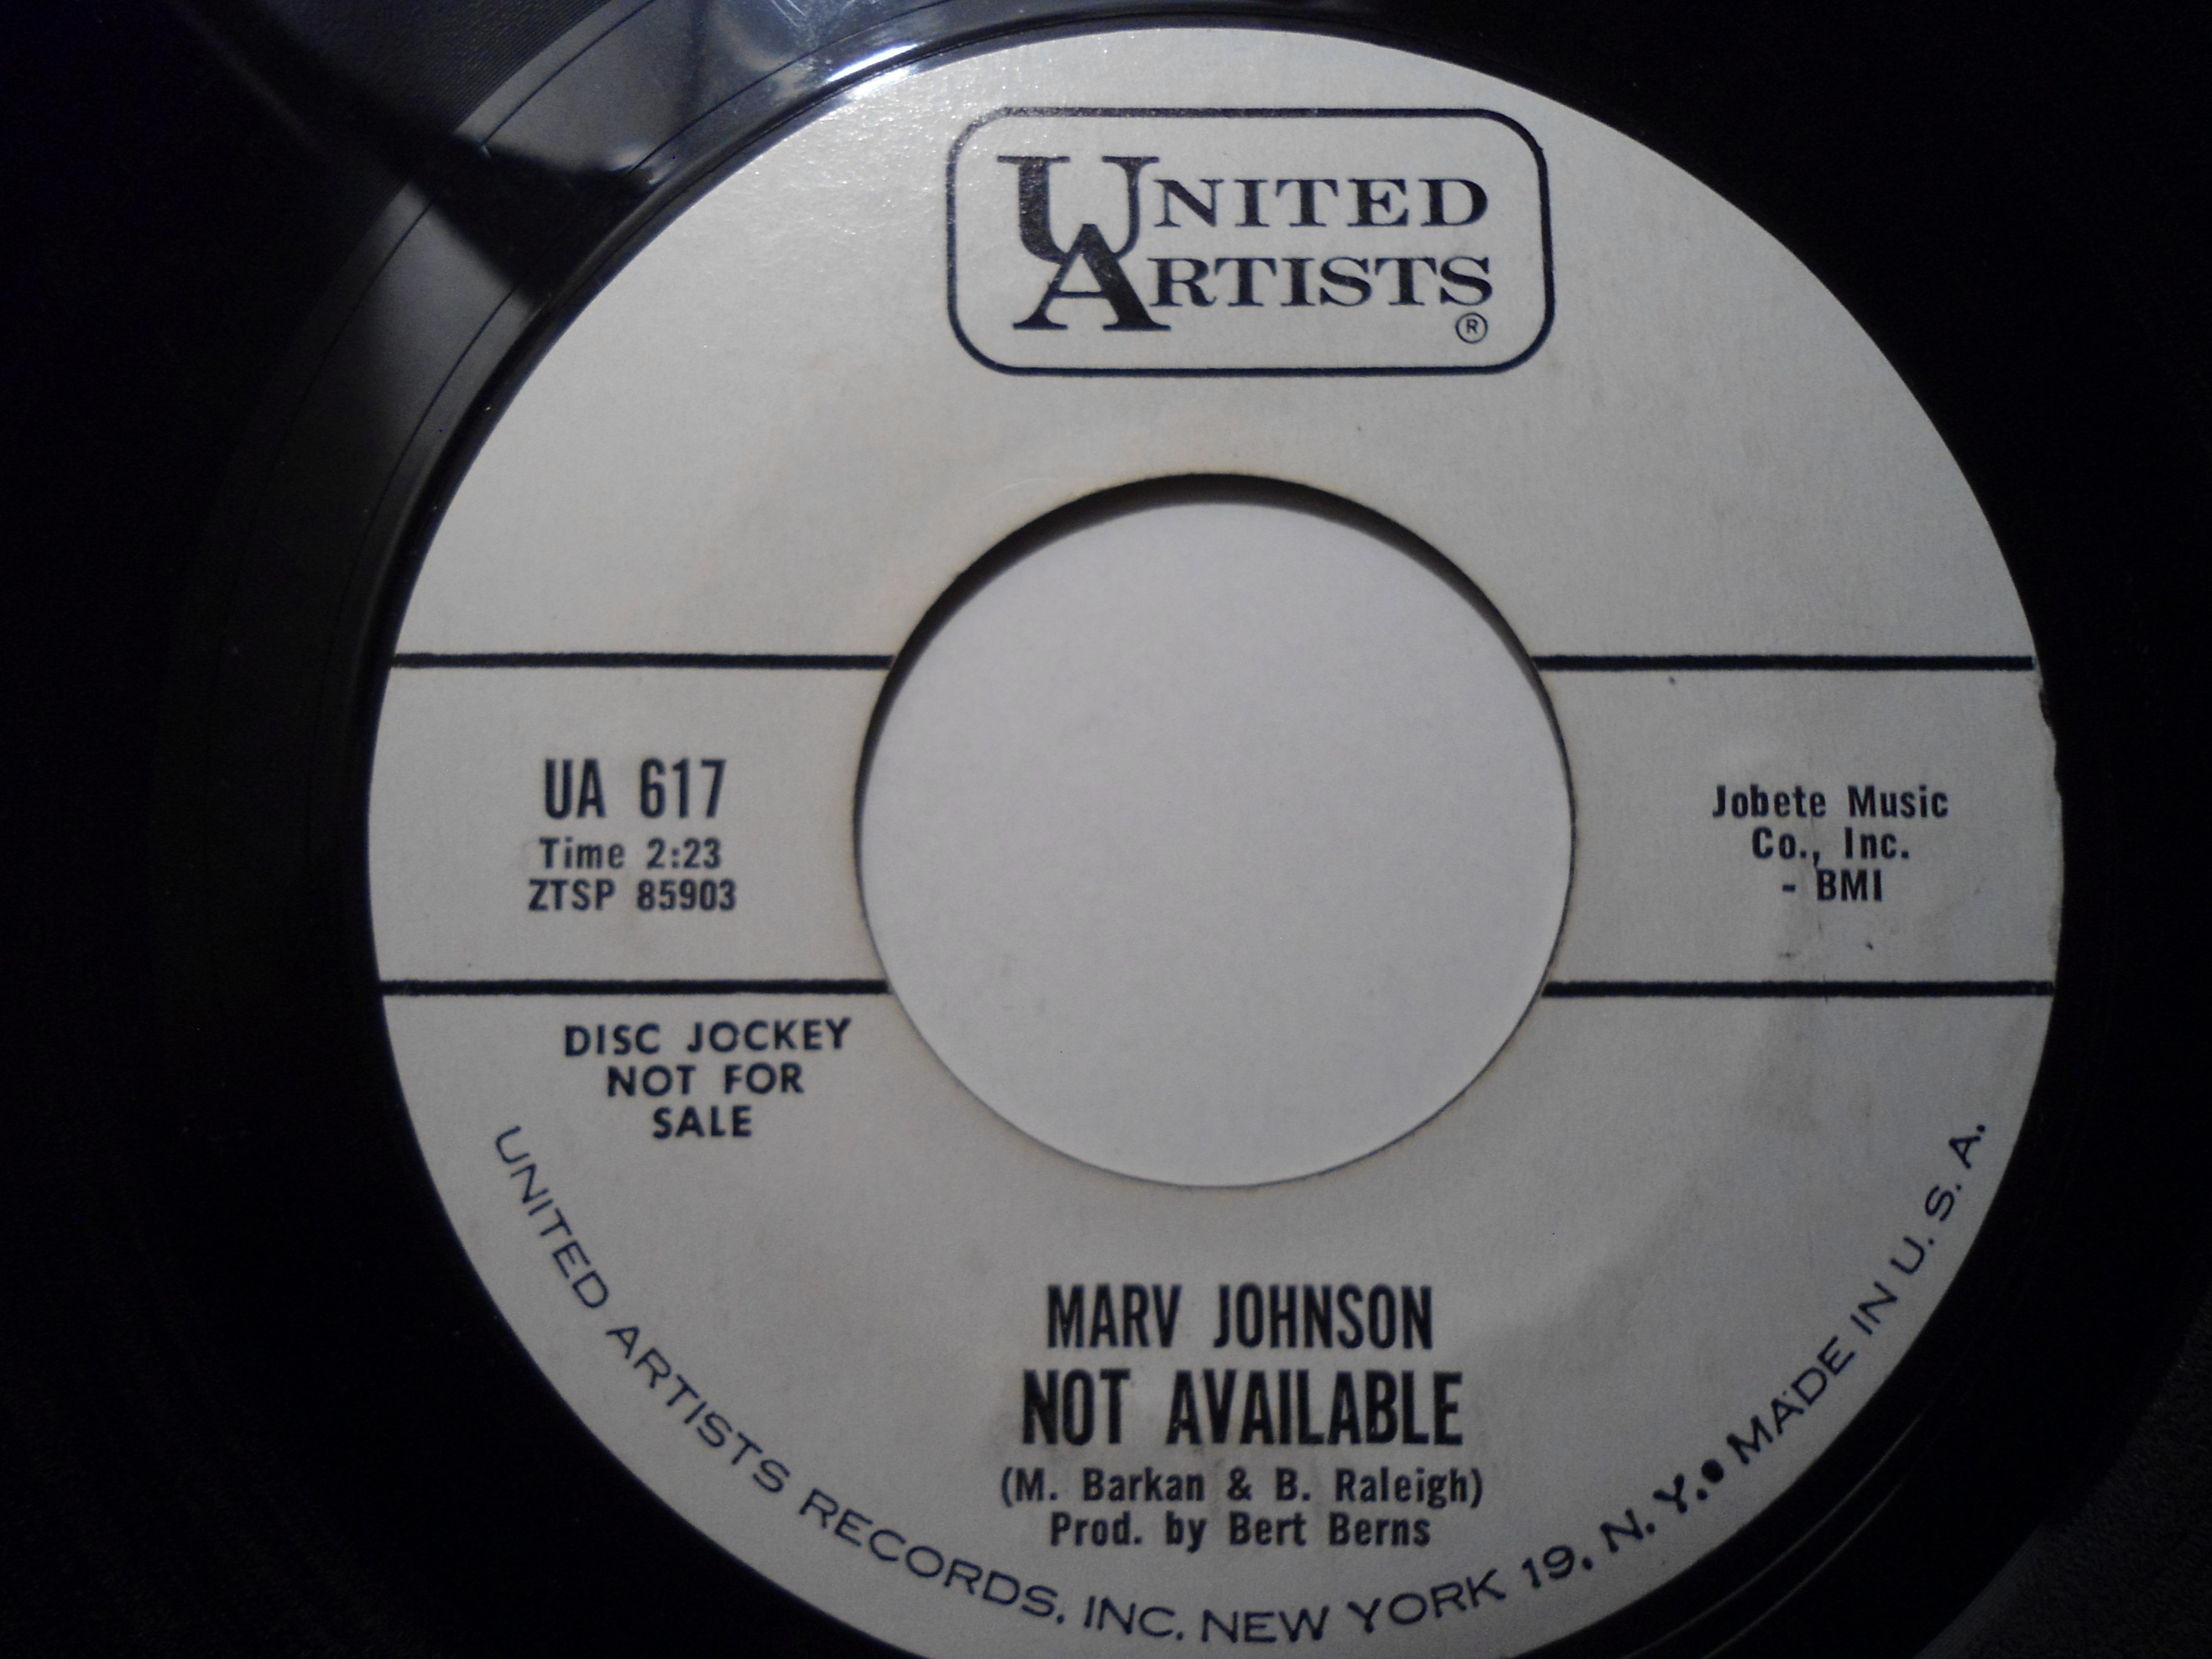 UNITED
ARTISTS
®
UA 617
Time 2:23
ZTSP 85903
Jobete Music
Co., Inc.
- BMI
DISC JOCKEY
NOT FOR
SALE
MARV JOHNSON
NOT AVAILABLE
(M. Barkan & B. Raleigh)
Prod. by Bert Berns
UNITED ARTISTS RECORDS, INC. NEW YORK 19, N. Y. • MADE IN U. S. A.